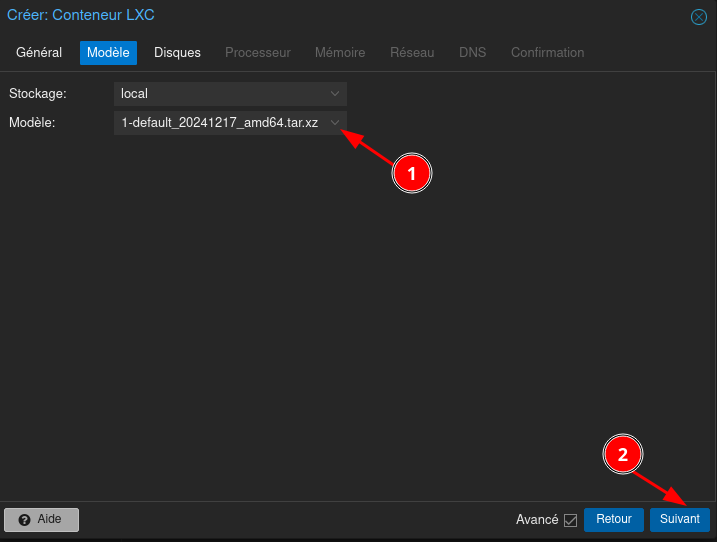 Créer: Conteneur LXC
Général Modèle Disques Processeur Mémoire Réseau DNS Confirmation
Stockage: local
Modèle: 1-default_20241217_amd64.tar.xz
1
2
Aide Avancé Retour Suivant